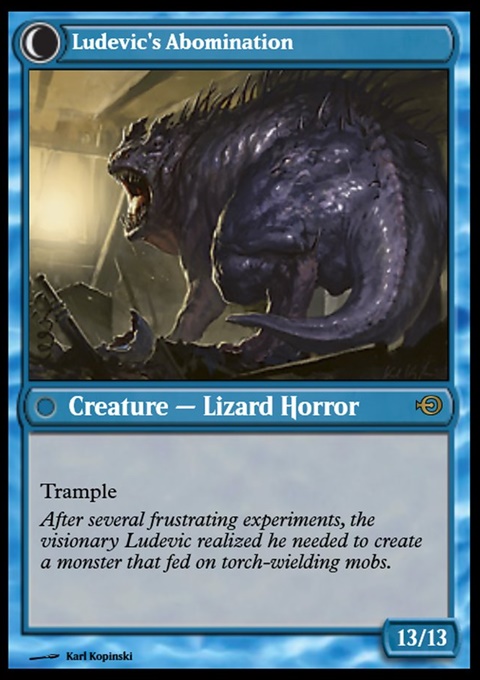 Ludevic's Abomination
Creature — Lizard Horror
Trample
After several frustrating experiments, the
visionary Ludevic realized he needed to create
a monster that fed on torch-wielding mobs.
13/13
Karl Kopinski